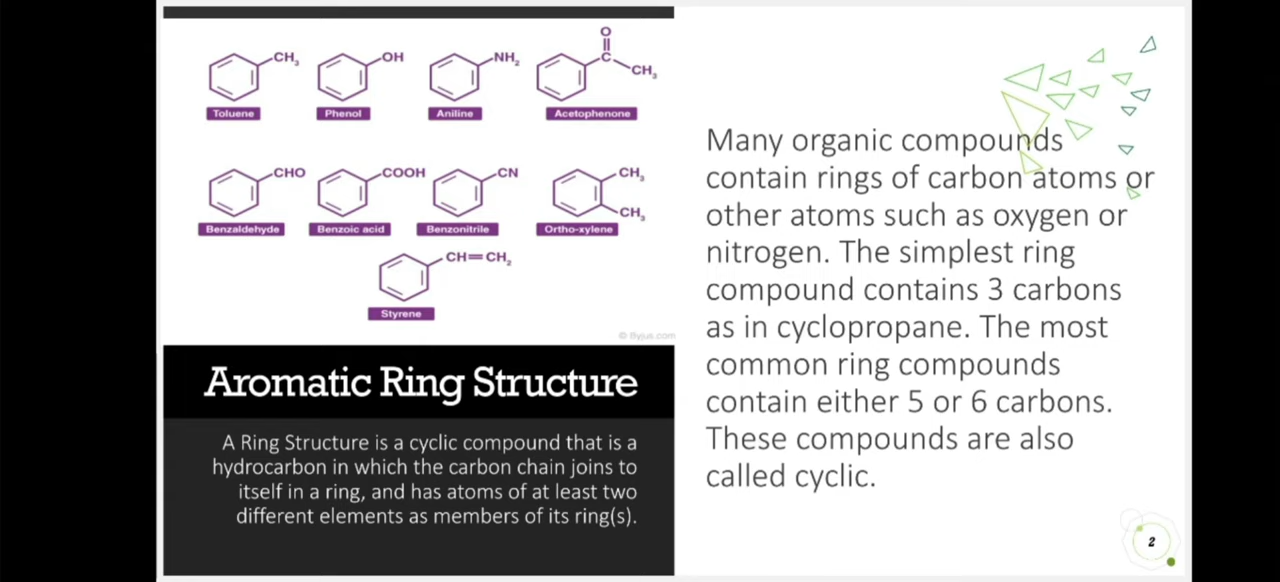 CH₃
OH
NH₂
O
C
CH₃
Toluene
Phenol
Aniline
Acetophenone
CHO
COOH
CN
CH₃
CH₃
Benzaldehyde
Benzoic acid
Benzonitrile
Ortho-xylene
CH=CH₂
Styrene
© Byjus.com
Aromatic Ring Structure
A Ring Structure is a cyclic compound that is a
hydrocarbon in which the carbon chain joins to
itself in a ring, and has atoms of at least two
different elements as members of its ring(s).
Many organic compounds
contain rings of carbon atoms or
other atoms such as oxygen or
nitrogen. The simplest ring
compound contains 3 carbons
as in cyclopropane. The most
common ring compounds
contain either 5 or 6 carbons.
These compounds are also
called cyclic.
2